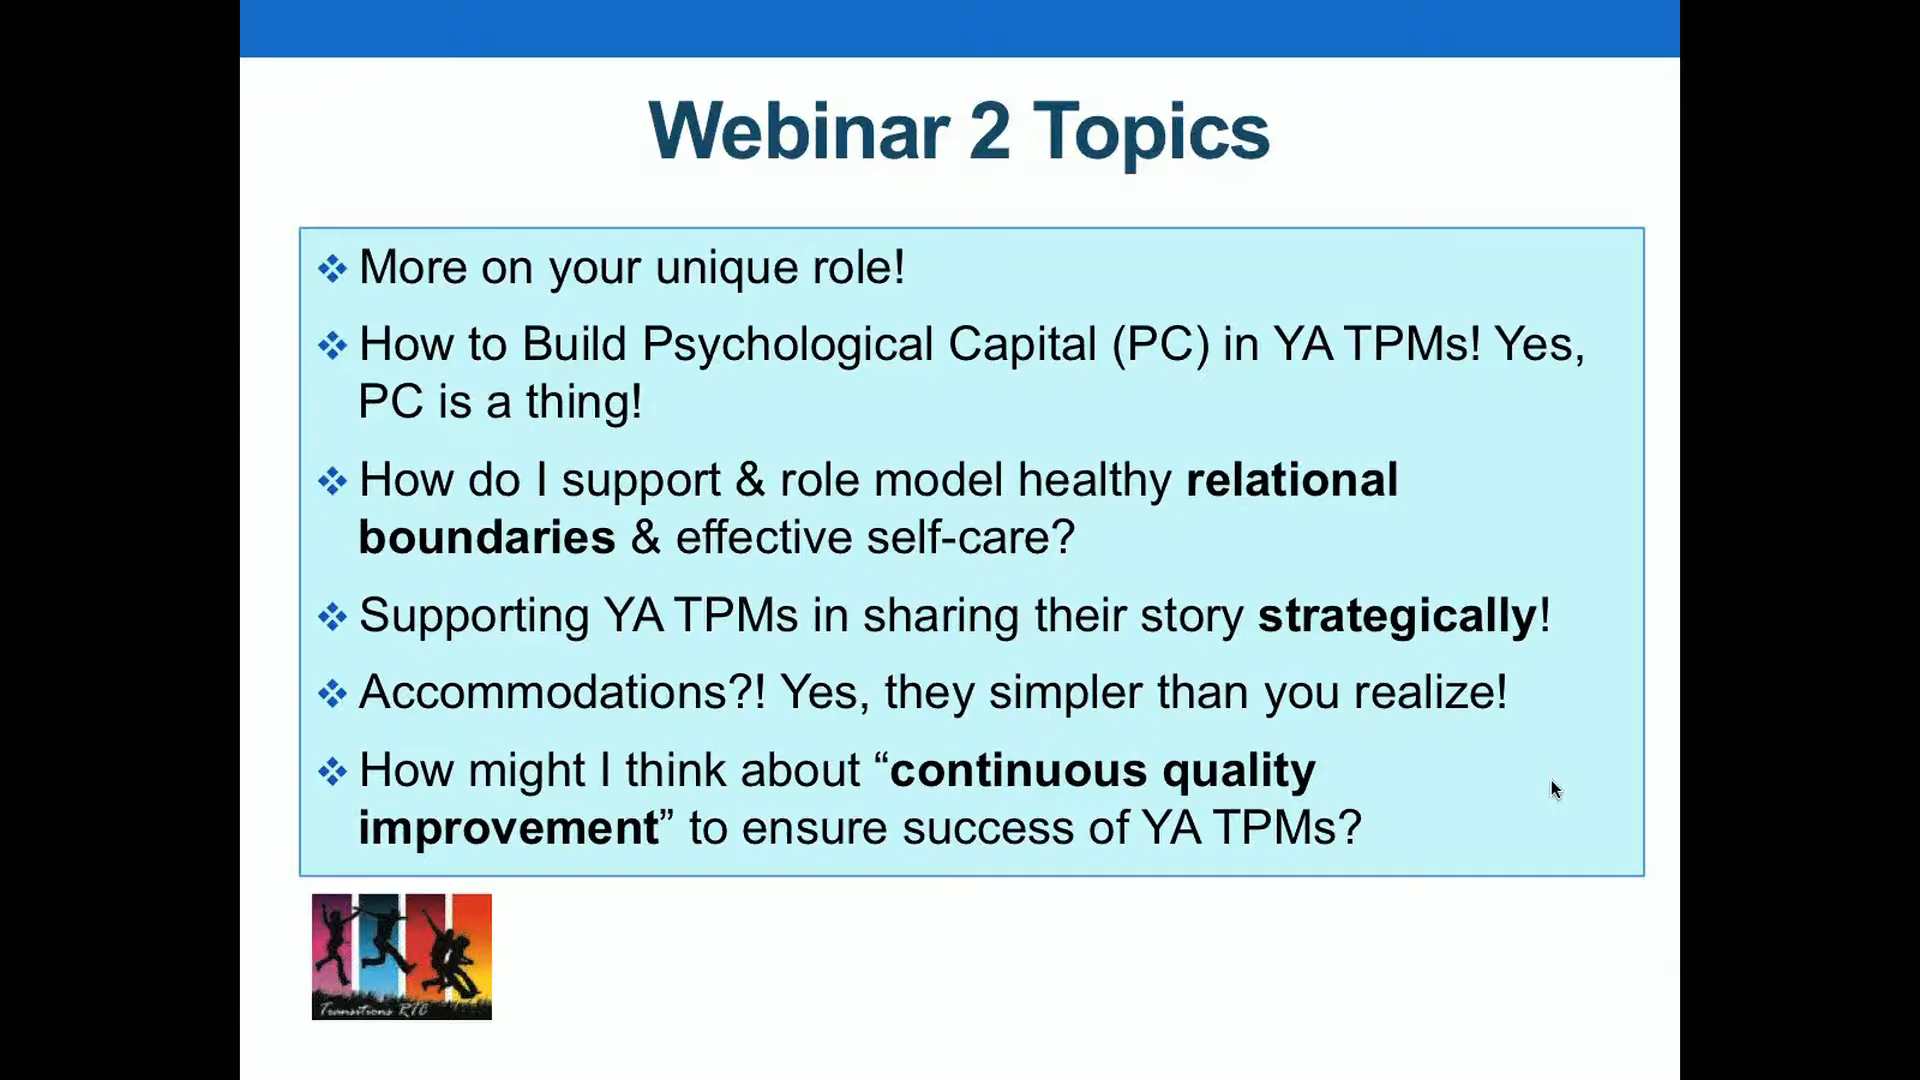 Webinar 2 Topics
More on your unique role!
How to Build Psychological Capital (PC) in YA TPMs! Yes,
PC is a thing!
How do I support & role model healthy relational
boundaries & effective self-care?
Supporting YA TPMs in sharing their story strategically!
Accommodations?! Yes, they simpler than you realize!
How might I think about “continuous quality
improvement” to ensure success of YA TPMs?
Transitions RTC